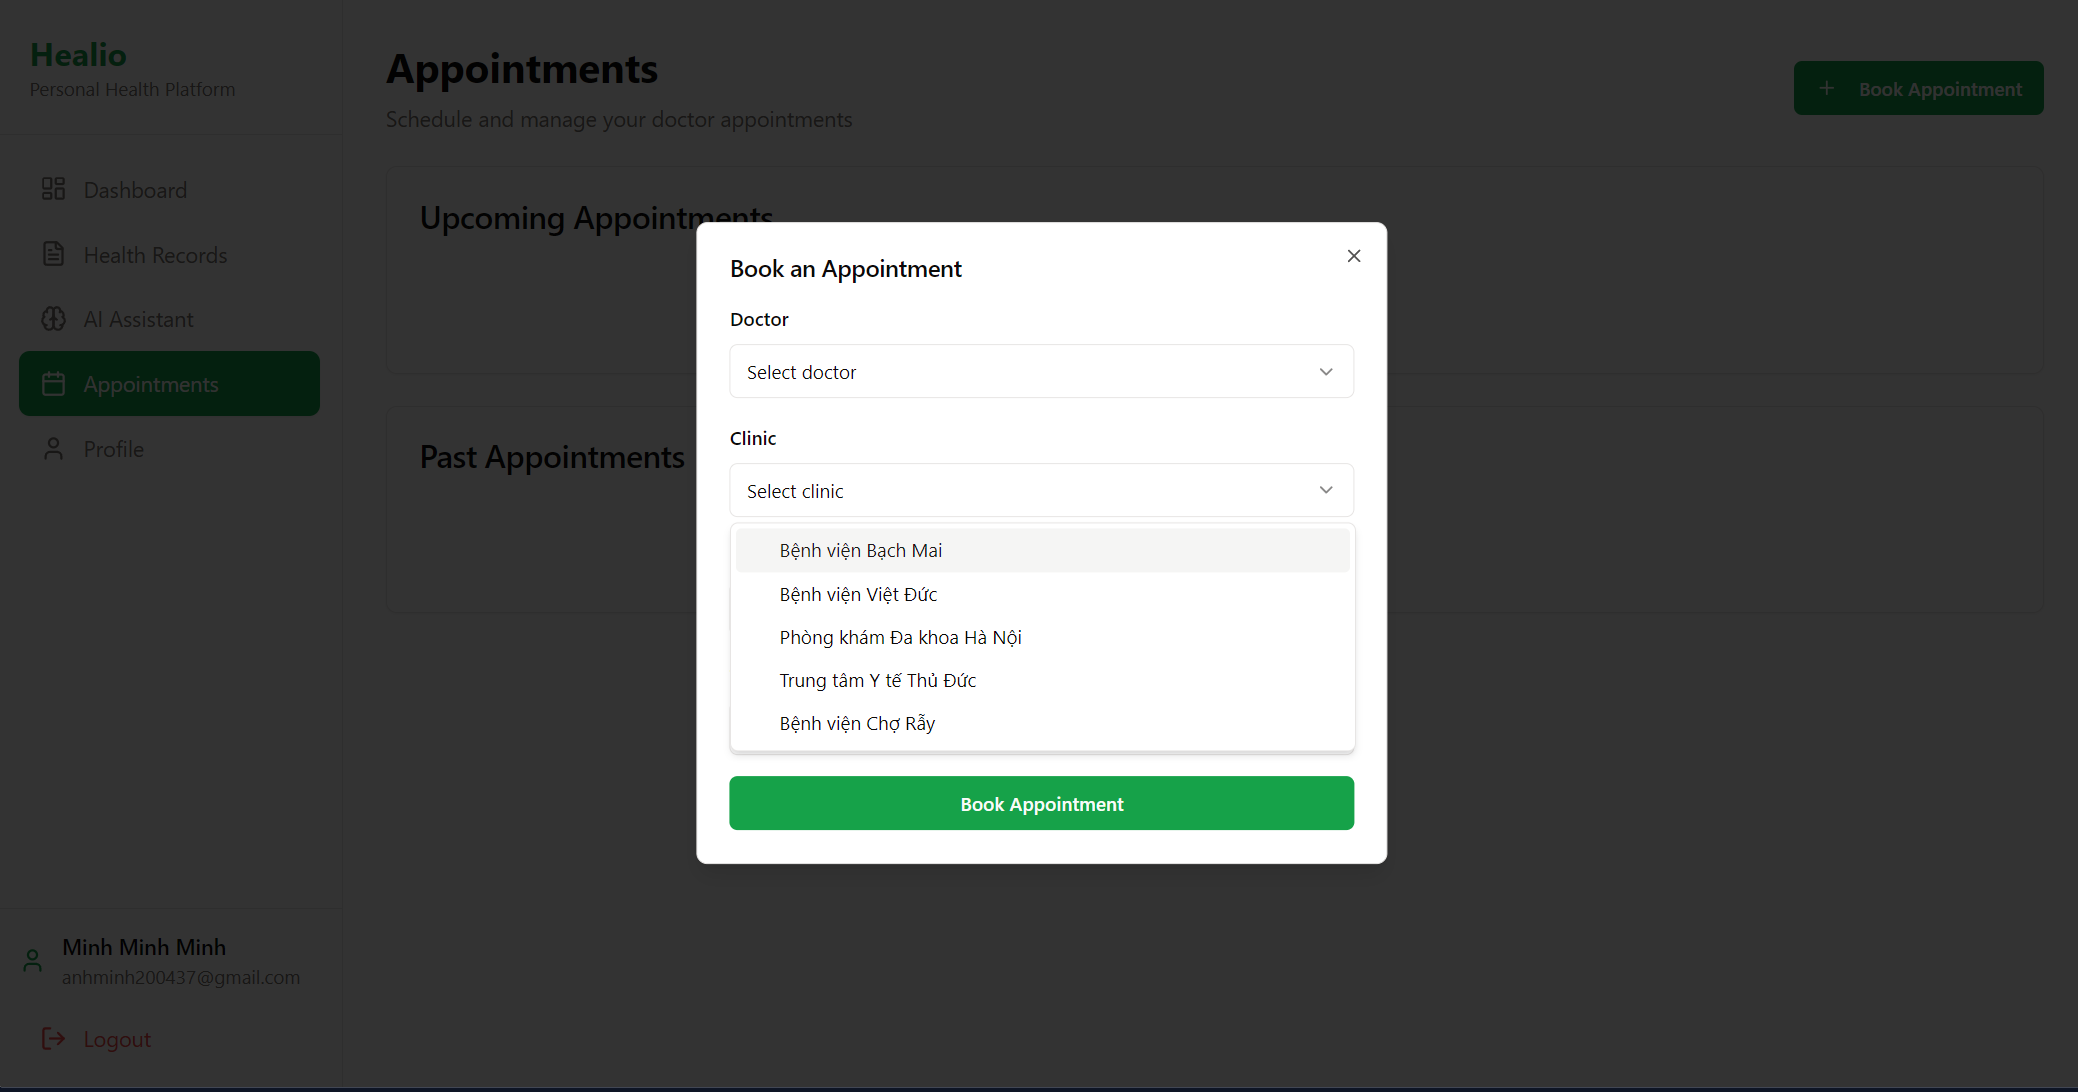 Healio
Personal Health Platform
Dashboard
Health Records
AI Assistant
Appointments
Profile
Minh Minh Minh
anhminh200437@gmail.com
Logout
Appointments
Schedule and manage your doctor appointments
Book Appointment
Upcoming Appointments
Past Appointments
Book an Appointment
Doctor
Select doctor
Clinic
Select clinic
Bệnh viện Bạch Mai
Bệnh viện Việt Đức
Phòng khám Đa khoa Hà Nội
Trung tâm Y tế Thủ Đức
Bệnh viện Chợ Rẫy
Book Appointment